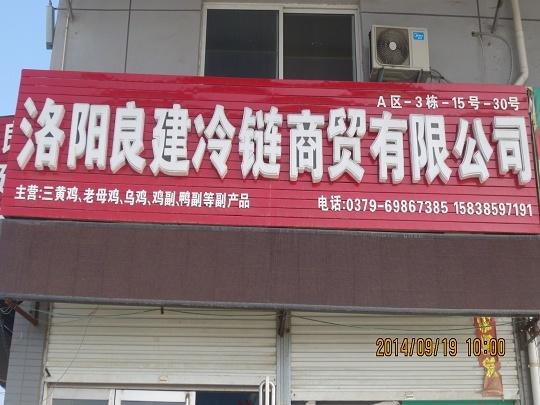 A区-3栋-15号-30号
洛阳良建冷链商贸有限公司
主营:三黄鸡、老母鸡、乌鸡、鸡副、鸭副等副产品
电话:0379-69867385 15838597191
2014/09/19 10:00